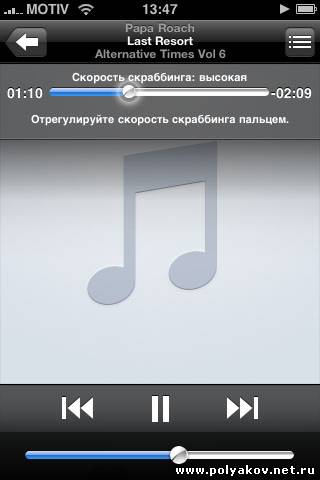 MOTIV 13:47
Papa Roach
Last Resort
Alternative Times Vol 6
Скорость скраббинга: высокая
01:10 -02:09
Отрегулируйте скорость скраббинга пальцем.
www.polyakov.net.ru